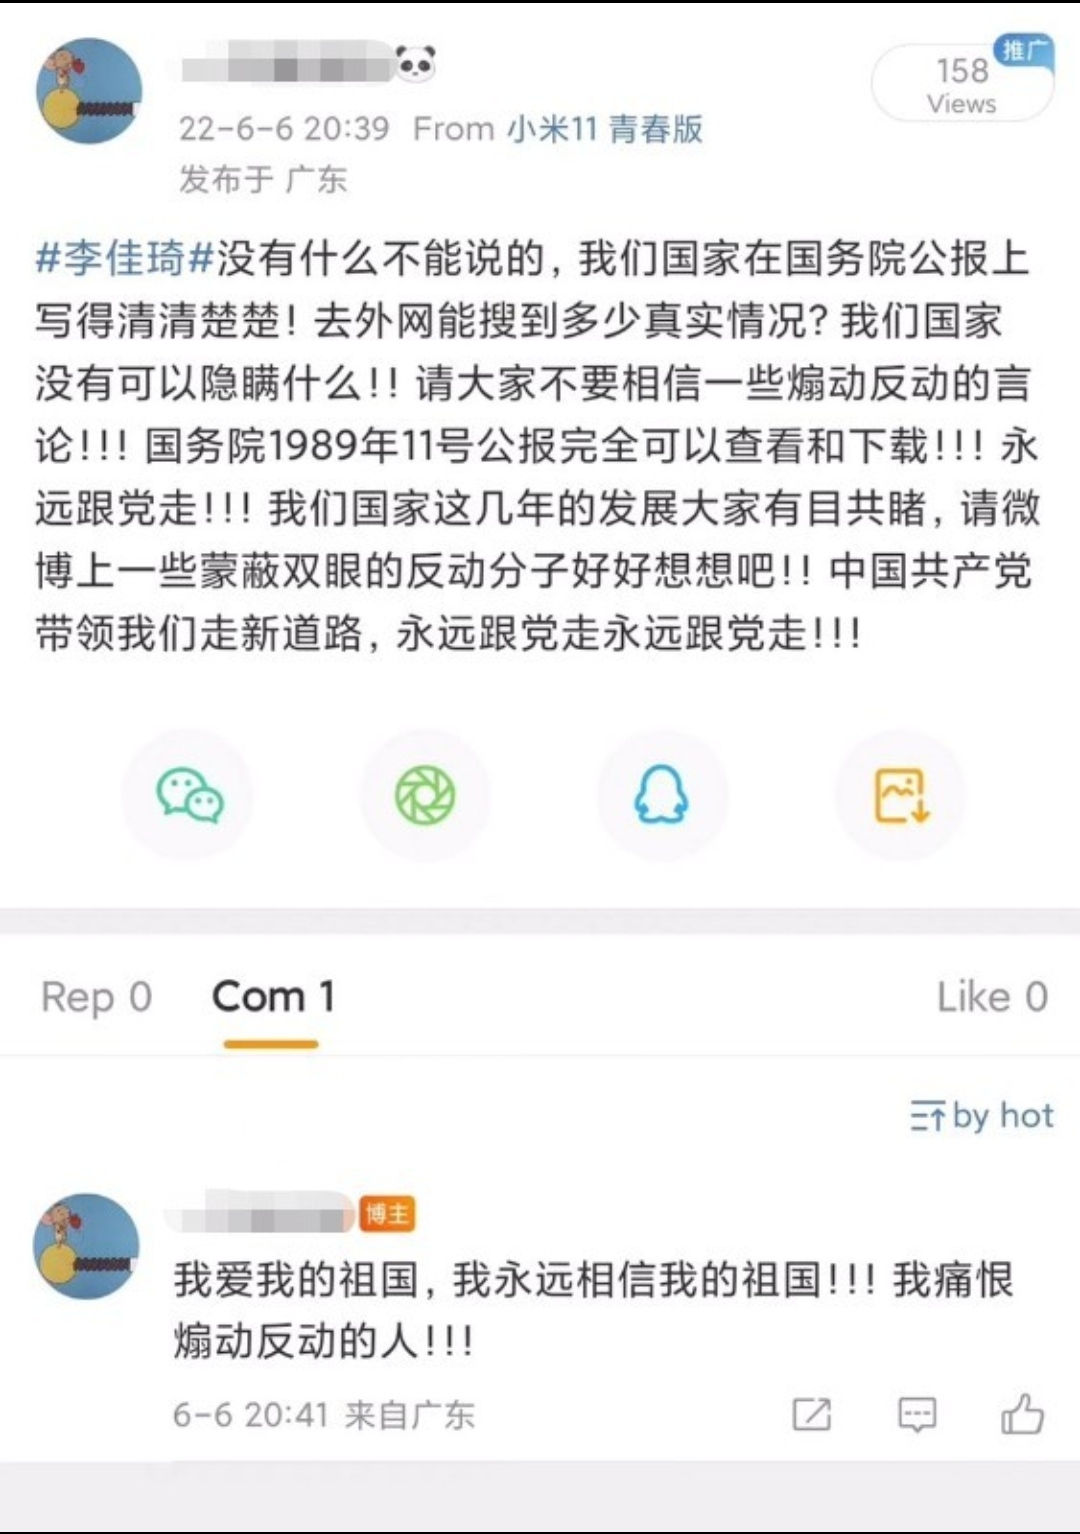 推广
158
Views
22-6-6 20:39 From 小米11 青春版
发布于 广东
#李佳琦#没有什么不能说的，我们国家在国务院公报上
写得清清楚楚！去外网能搜到多少真实情况？我们国家
没有可以隐瞒什么！！请大家不要相信一些煽动反动的言
论！！！国务院1989年11号公报完全可以查看和下载！！！永
远跟党走！！！我们国家这几年的发展大家有目共睹，请微
博上一些蒙蔽双眼的反动分子好好想想吧！！中国共产党
带领我们走新道路，永远跟党走永远跟党走！！！
Rep 0 Com 1 Like 0
by hot
博主
我爱我的祖国，我永远相信我的祖国！！！我痛恨
煽动反动的人！！！
6-6 20:41 来自广东